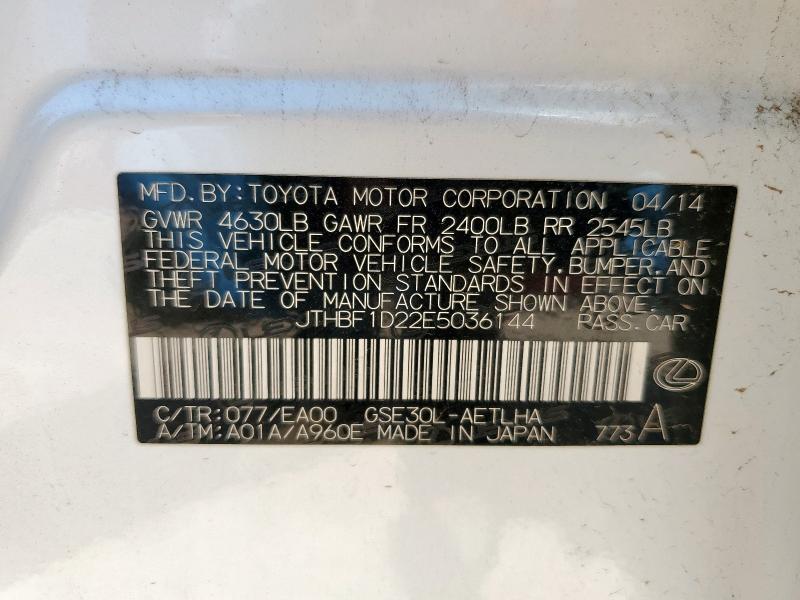 MFD.BY:TOYOTA MOTOR CORPORATION 04/14
GVWR 4630LB GAWR FR 2400LB RR 2545LB
THIS VEHICLE CONFORMS TO ALL APPLICABLE
FEDERAL MOTOR VEHICLE SAFETY.BUMPER.AND
THEFT PREVENTION STANDARDS IN EFFECT ON
THE DATE OF MANUFACTURE SHOWN ABOVE.
JTHBF1D22E5036144 PASS.CAR
C/TR:077/EA00 GSE30L-AETLHA
A/TM:A01A/A960E MADE IN JAPAN 773 A